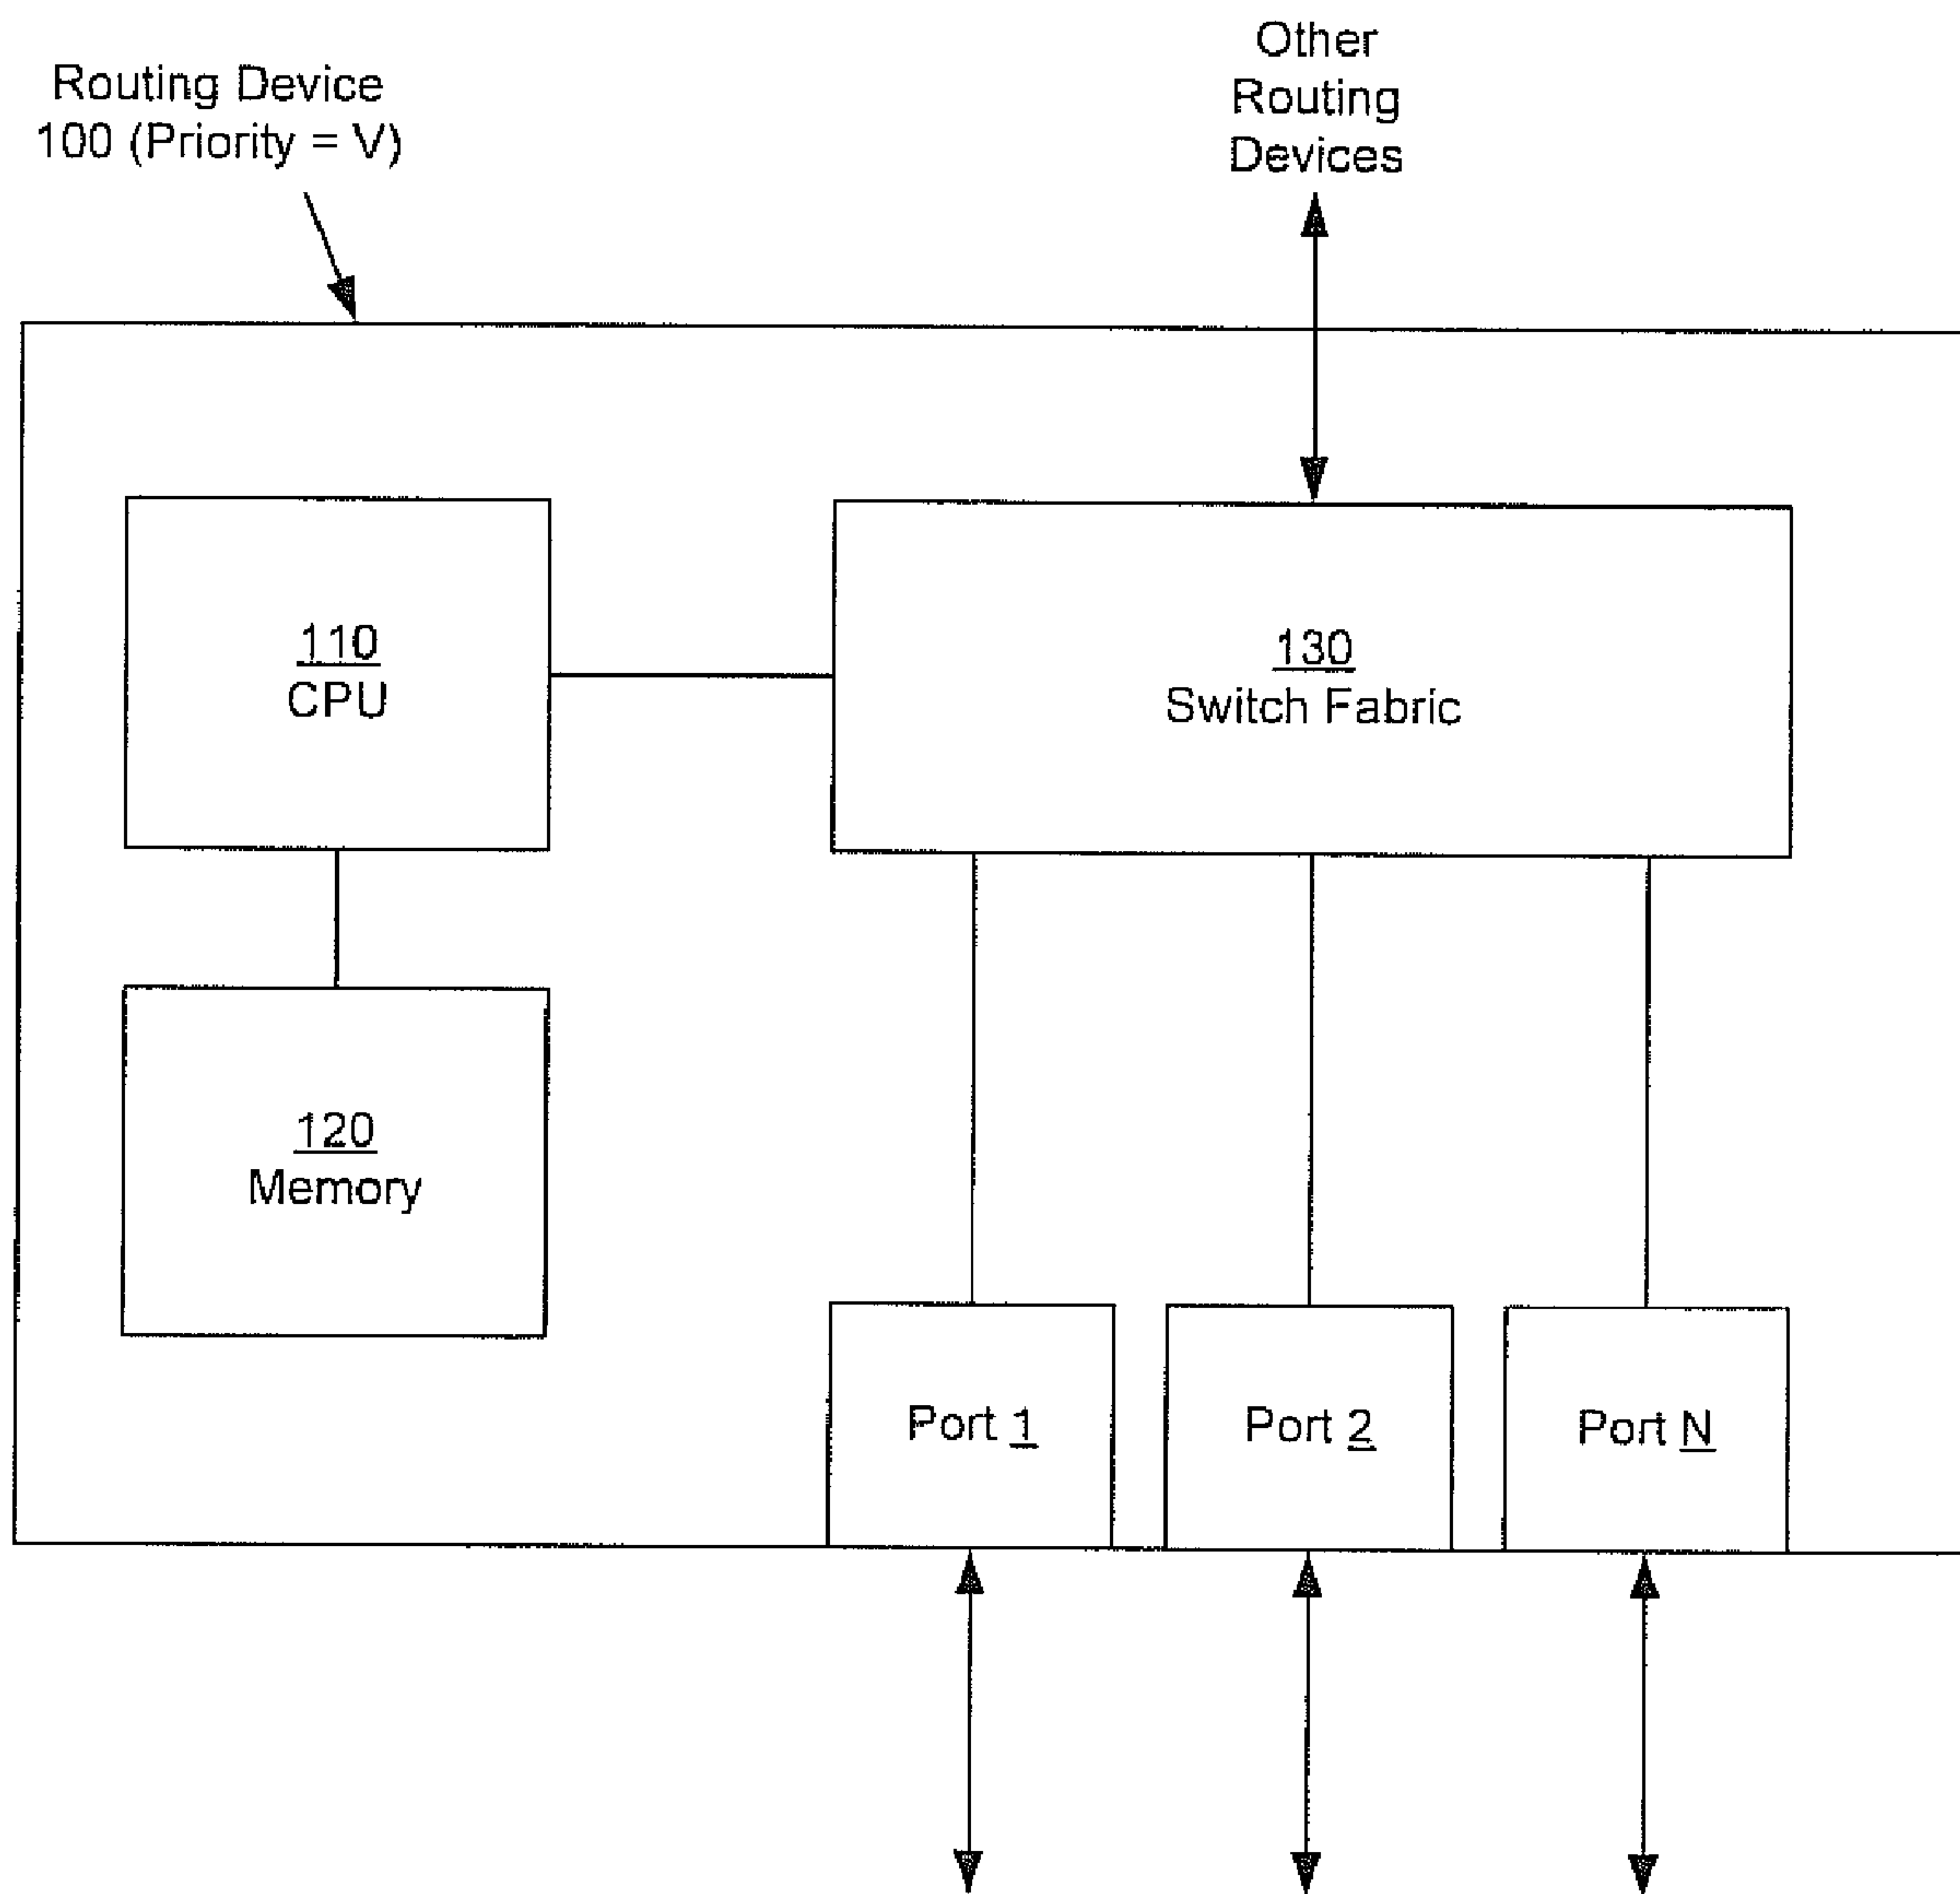 Other
Routing
Devices
Routing Device
100 (Priority = V)
110
CPU
130
Switch Fabric
120
Memory
Port 1
Port 2
Port N